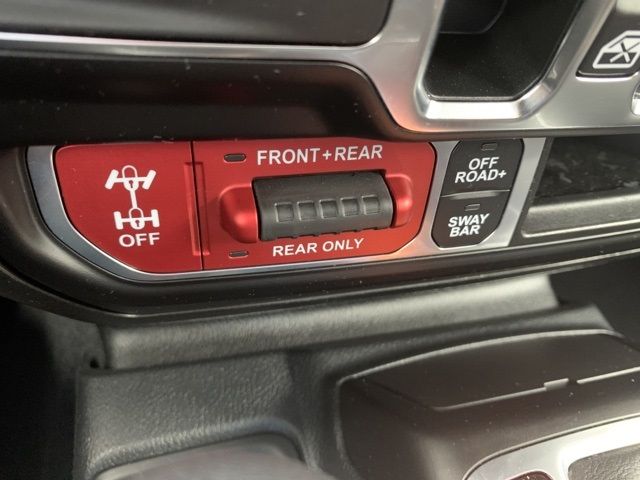 OFF
FRONT+REAR
REAR ONLY
OFF
ROAD+
SWAY
BAR